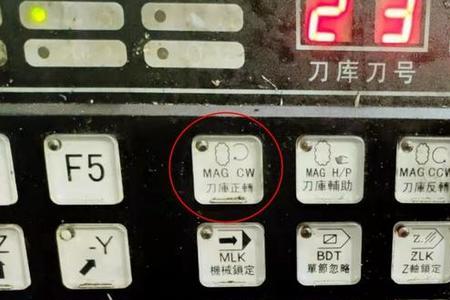 23
刀库刀号
F5
MAG CW
刀庫正轉
MAG H/P
刀庫輔助
MAG CCW
刀庫反轉
Z
-Y
MLK
機械鎖定
BDT
單節忽略
Z
ZLK
Z軸鎖定